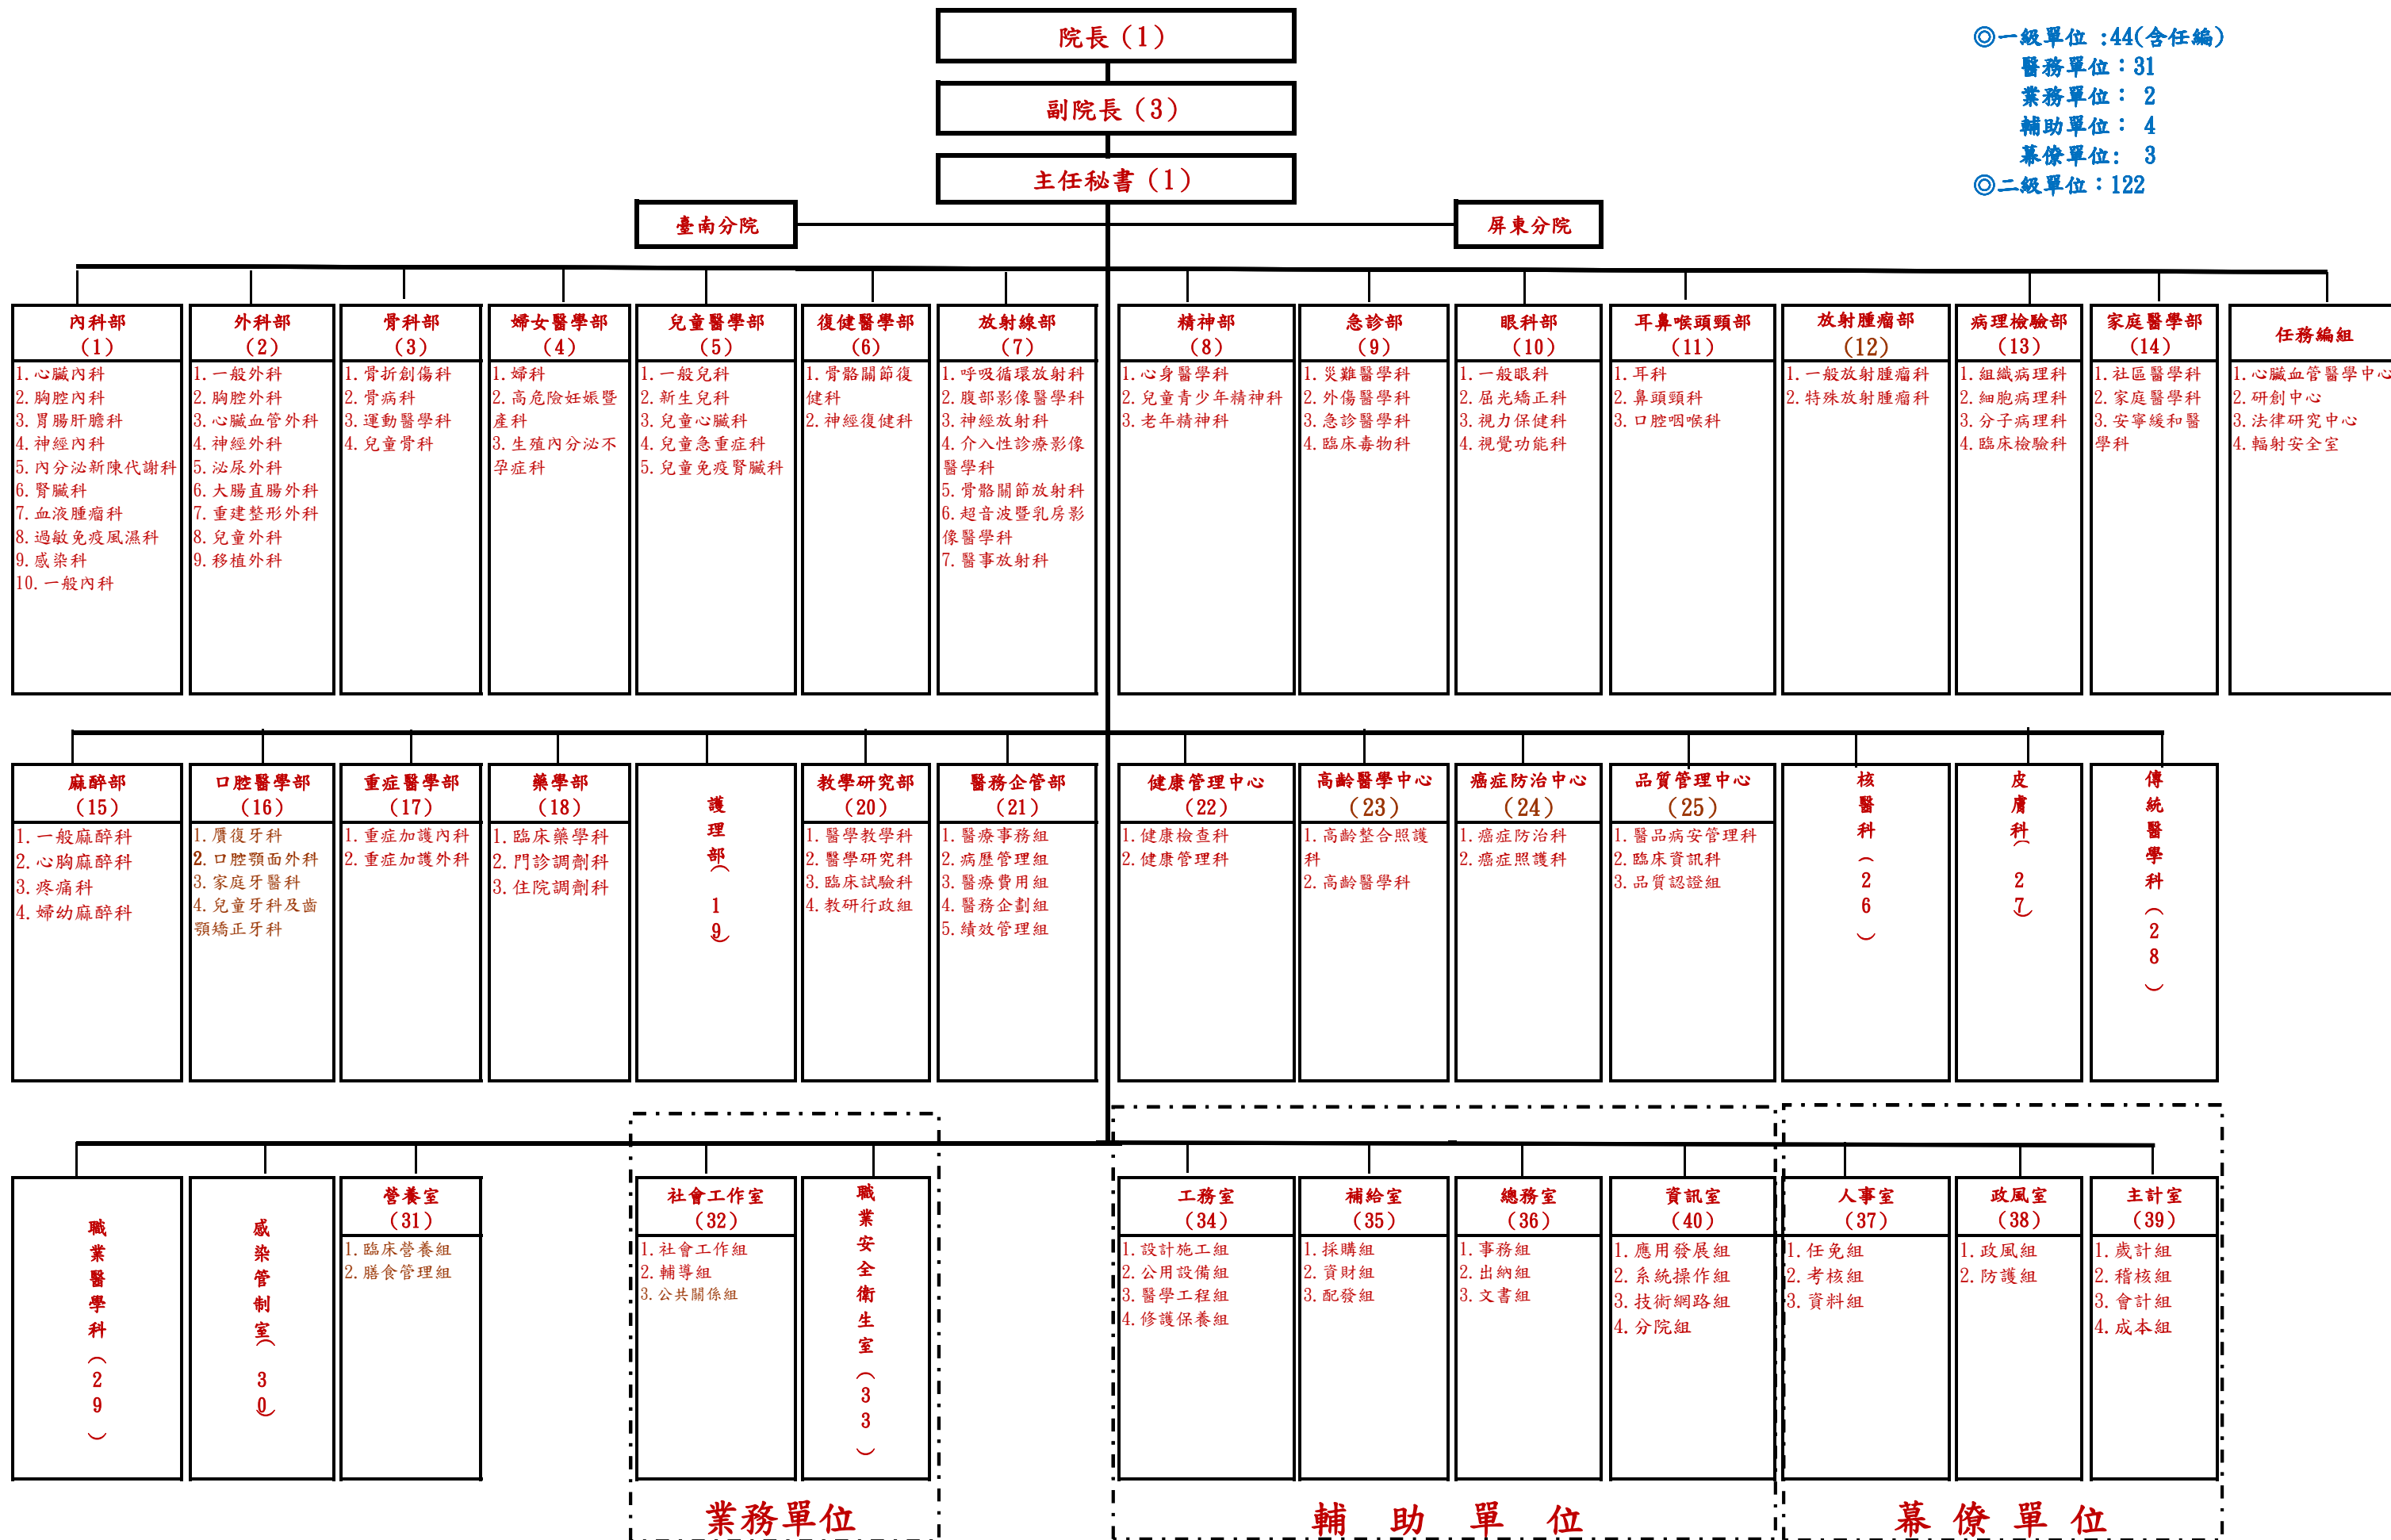 院長(1)
副院長(3)
主任秘書(1)
◎一級單位 :44(含任編)
醫務單位：31
業務單位： 2
輔助單位： 4
幕僚單位: 3
◎二級單位：122
臺南分院
屏東分院
內科部
(1)
1.心臟內科
2.胸腔內科
3.胃腸肝膽科
4.神經內科
5.內分泌新陳代謝科
6.腎臟科
7.血液腫瘤科
8.過敏免疫風濕科
9.感染科
10.一般內科
外科部
(2)
1.一般外科
2.胸腔外科
3.心臟血管外科
4.神經外科
5.泌尿外科
6.大腸直腸外科
7.重建整形外科
8.兒童外科
9.移植外科
骨科部
(3)
1.骨折創傷科
2.骨病科
3.運動醫學科
4.兒童骨科
婦女醫學部
(4)
1.婦科
2.高危險妊娠暨
產科
3.生殖內分泌不
孕症科
兒童醫學部
(5)
1.一般兒科
2.新生兒科
3.兒童心臟科
4.兒童急重症科
5.兒童免疫腎臟科
復健醫學部
(6)
1.骨骼關節復
健科
2.神經復健科
放射線部
(7)
1.呼吸循環放射科
2.腹部影像醫學科
3.神經放射科
4.介入性診療影像
醫學科
5.骨骼關節放射科
6.超音波暨乳房影
像醫學科
7.醫事放射科
精神部
(8)
1.心身醫學科
2.兒童青少年精神科
3.老年精神科
急診部
(9)
1.災難醫學科
2.外傷醫學科
3.急診醫學科
4.臨床毒物科
眼科部
(10)
1.一般眼科
2.屈光矯正科
3.視力保健科
4.視覺功能科
耳鼻喉頭頸部
(11)
1.耳科
2.鼻頭頸科
3.口腔咽喉科
放射腫瘤部
(12)
1.一般放射腫瘤科
2.特殊放射腫瘤科
病理檢驗部
(13)
1.組織病理科
2.細胞病理科
3.分子病理科
4.臨床檢驗科
家庭醫學部
(14)
1.社區醫學科
2.家庭醫學科
3.安寧緩和醫
學科
任務編組
1.心臟血管醫學中心
2.研創中心
3.法律研究中心
4.輻射安全室
麻醉部
(15)
1.一般麻醉科
2.心胸麻醉科
3.疼痛科
4.婦幼麻醉科
口腔醫學部
(16)
1.贗復牙科
2.口腔顎面外科
3.家庭牙醫科
4.兒童牙科及齒
顎矯正牙科
重症醫學部
(17)
1.重症加護內科
2.重症加護外科
藥學部
(18)
1.臨床藥學科
2.門診調劑科
3.住院調劑科
護理部(19)
教學研究部
(20)
1.醫學教學科
2.醫學研究科
3.臨床試驗科
4.教研行政組
醫務企管部
(21)
1.醫療事務組
2.病歷管理組
3.醫療費用組
4.醫務企劃組
5.績效管理組
健康管理中心
(22)
1.健康檢查科
2.健康管理科
高齡醫學中心
(23)
1.高齡整合照護
科
2.高齡醫學科
癌症防治中心
(24)
1.癌症防治科
2.癌症照護科
品質管理中心
(25)
1.醫品病安管理科
2.臨床資訊科
3.品質認證組
核醫科(26)
皮膚科(27)
傳統醫學科(28)
職業醫學科(29)
感染管制室(30)
營養室
(31)
1.臨床營養組
2.膳食管理組
社會工作室
(32)
1.社會工作組
2.輔導組
3.公共關係組
職業安全衛生室(33)
工務室
(34)
1.設計施工組
2.公用設備組
3.醫學工程組
4.修護保養組
補給室
(35)
1.採購組
2.資財組
3.配發組
總務室
(36)
1.事務組
2.出納組
3.文書組
資訊室
(40)
1.應用發展組
2.系統操作組
3.技術網路組
4.分院組
人事室
(37)
1.任免組
2.考核組
3.資料組
政風室
(38)
1.政風組
2.防護組
主計室
(39)
1.歲計組
2.稽核組
3.會計組
4.成本組
業務單位
輔助單位
幕僚單位